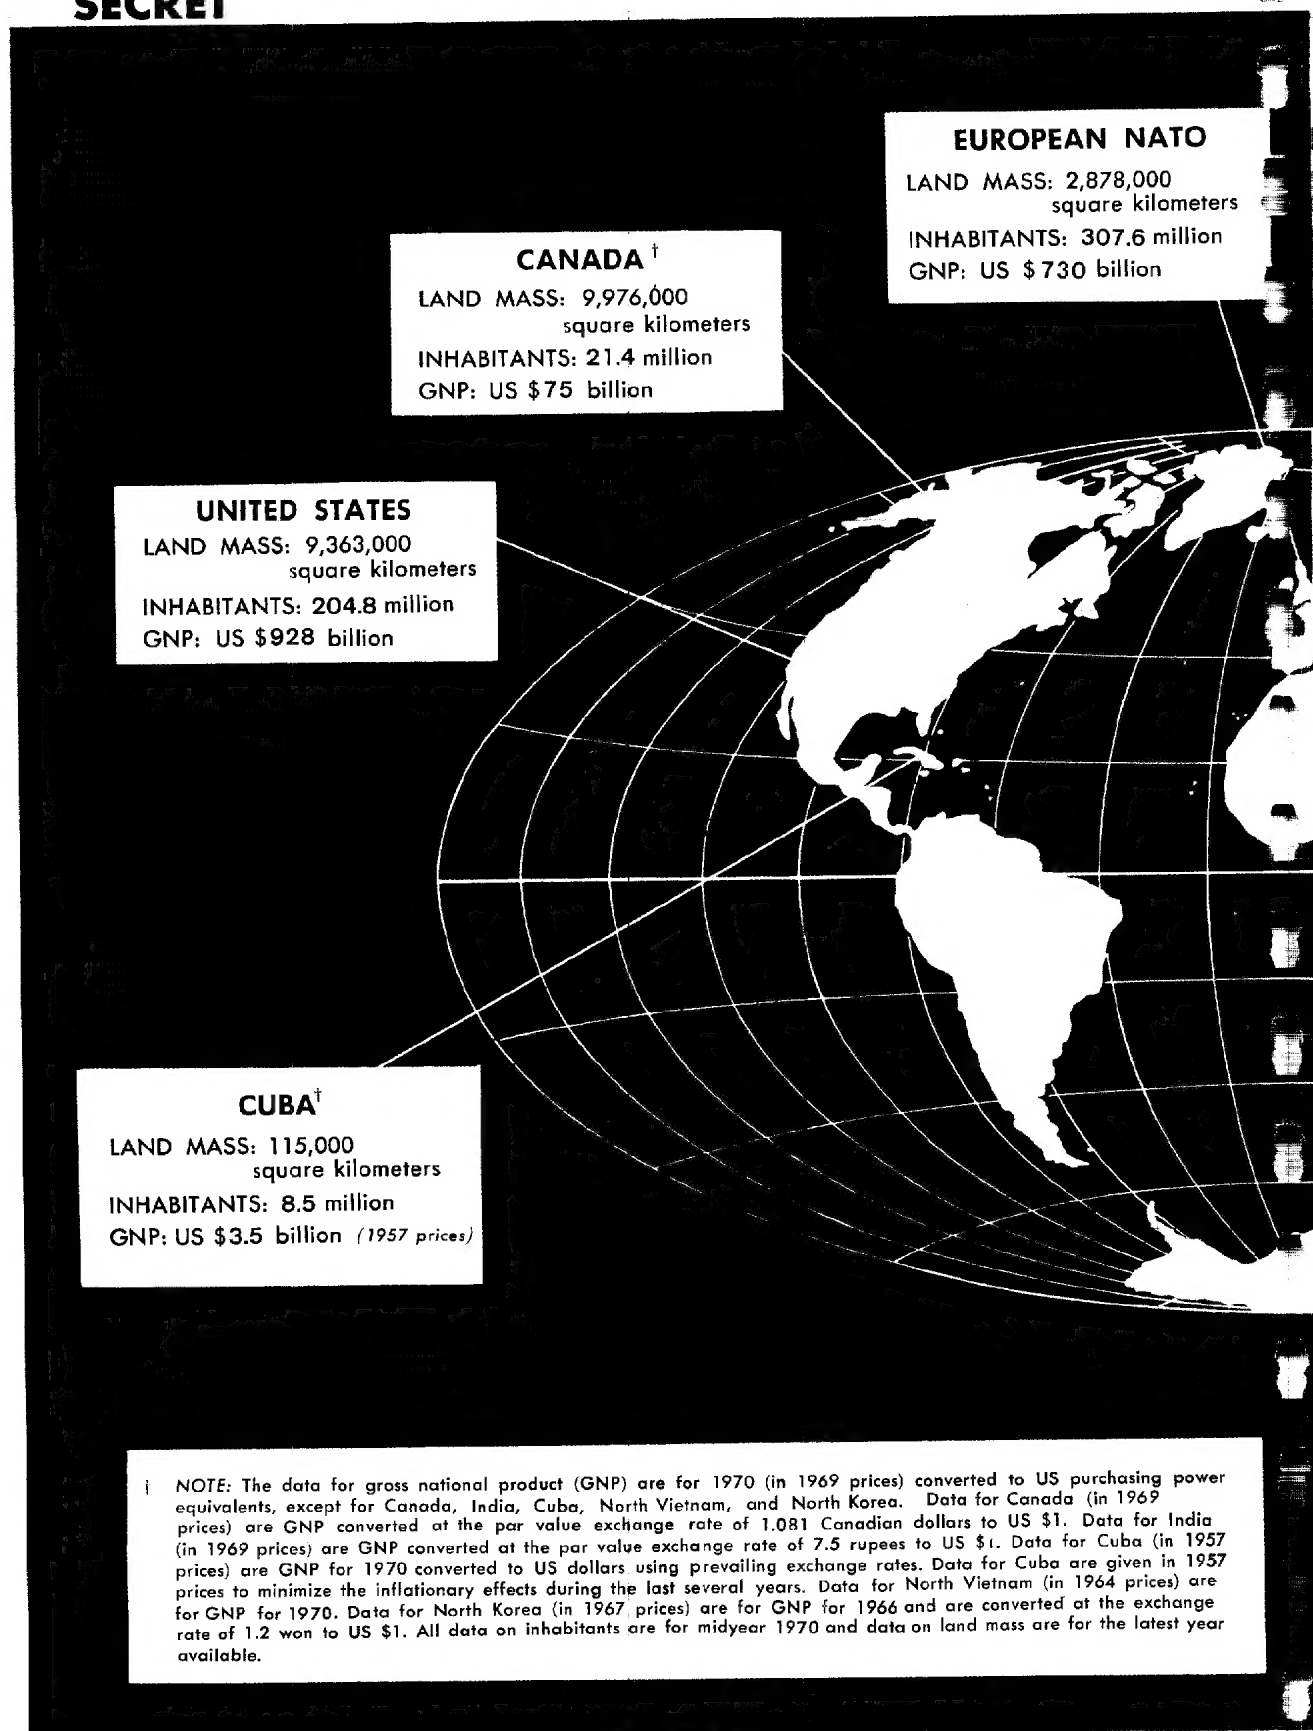 SECRET
EUROPEAN NATO
LAND MASS: 2,878,000
square kilometers
INHABITANTS: 307.6 million
GNP: US $730 billion
CANADA †
LAND MASS: 9,976,000
square kilometers
INHABITANTS: 21.4 million
GNP: US $75 billion
UNITED STATES
LAND MASS: 9,363,000
square kilometers
INHABITANTS: 204.8 million
GNP: US $928 billion
CUBA†
LAND MASS: 115,000
square kilometers
INHABITANTS: 8.5 million
GNP: US $3.5 billion (1957 prices)
† NOTE: The data for gross national product (GNP) are for 1970 (in 1969 prices) converted to US purchasing power
equivalents, except for Canada, India, Cuba, North Vietnam, and North Korea. Data for Canada (in 1969
prices) are GNP converted at the par value exchange rate of 1.081 Canadian dollars to US $1. Data for India
(in 1969 prices) are GNP converted at the par value exchange rate of 7.5 rupees to US $1. Data for Cuba (in 1957
prices) are GNP for 1970 converted to US dollars using prevailing exchange rates. Data for Cuba are given in 1957
prices to minimize the inflationary effects during the last several years. Data for North Vietnam (in 1964 prices) are
for GNP for 1970. Data for North Korea (in 1967 prices) are for GNP for 1966 and are converted at the exchange
rate of 1.2 won to US $1. All data on inhabitants are for midyear 1970 and data on land mass are for the latest year
available.